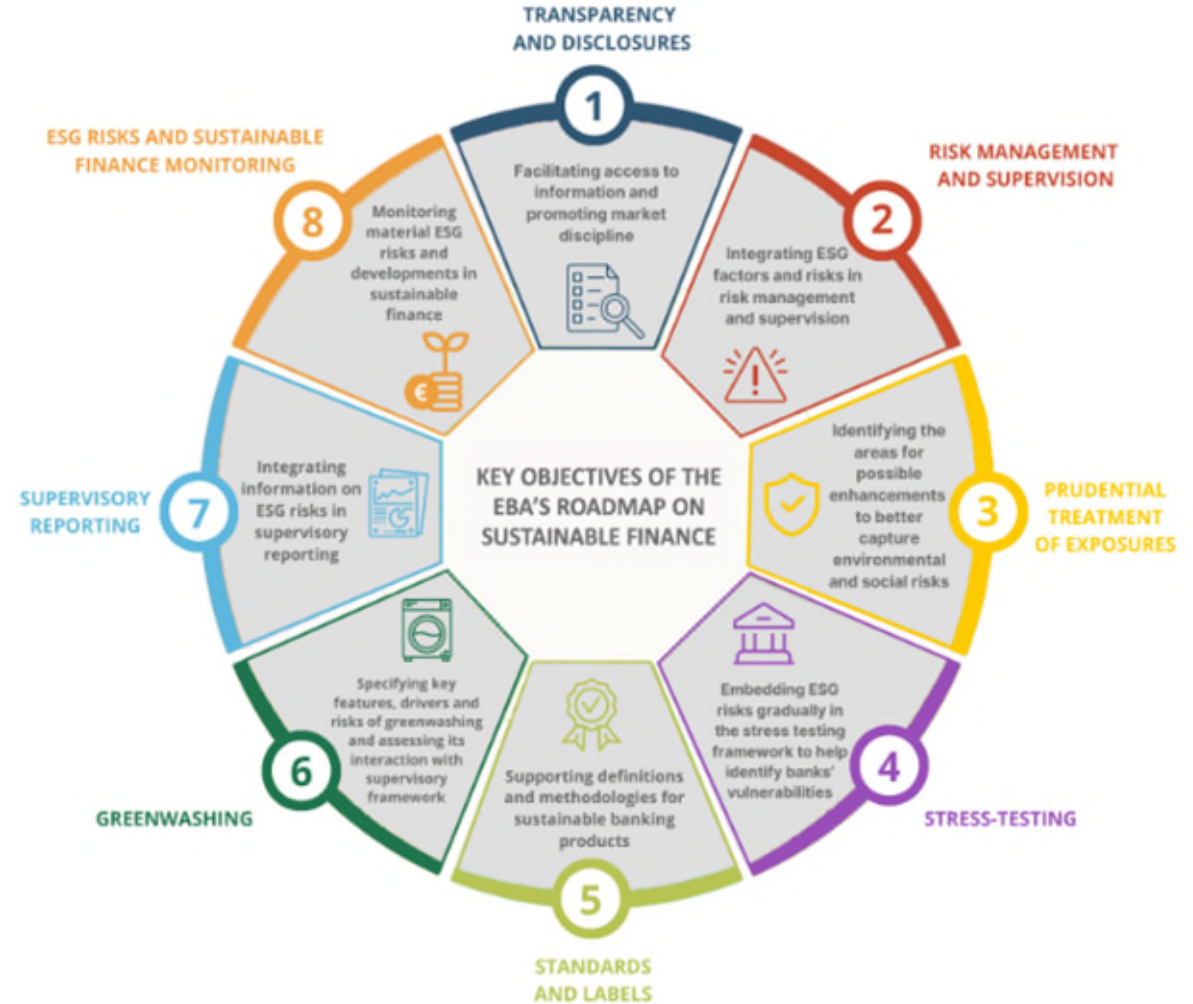 TRANSPARENCY
AND DISCLOSURES
1
Facilitating access to
information and
promoting market
discipline
RISK MANAGEMENT
AND SUPERVISION
2
Integrating ESG
factors and risks in
risk management
and supervision
PRUDENTIAL
TREATMENT
OF EXPOSURES
3
Identifying the
areas for
possible
enhancements
to better
capture
environmental
and social risks
STRESS-TESTING
4
Embedding ESG
risks gradually in
the stress testing
framework to help
identify banks'
vulnerabilities
STANDARDS
AND LABELS
5
Supporting definitions
and methodologies for
sustainable banking
products
GREENWASHING
6
Specifying key
features, drivers and
risks of greenwashing
and assessing its
interaction with
supervisory
framework
SUPERVISORY
REPORTING
7
Integrating
information on
ESG risks in
supervisory
reporting
ESG RISKS AND SUSTAINABLE
FINANCE MONITORING
8
Monitoring
material ESG
risks and
developments in
sustainable
finance
€
KEY OBJECTIVES OF THE
EBA'S ROADMAP ON
SUSTAINABLE FINANCE